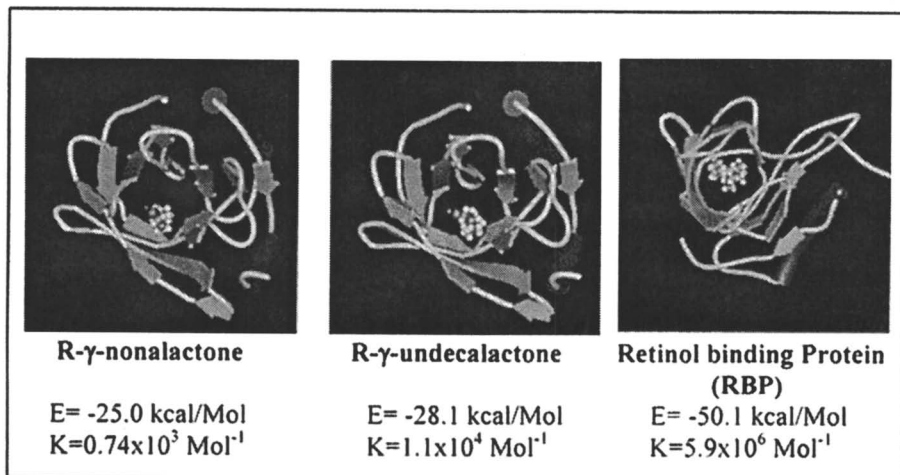 R-γ-nonalactone
E= -25.0 kcal/Mol
K=0.74x10³ Mol⁻¹
R-γ-undecalactone
E= -28.1 kcal/Mol
K=1.1x10⁴ Mol⁻¹
Retinol binding Protein
(RBP)
E= -50.1 kcal/Mol
K=5.9x10⁶ Mol⁻¹